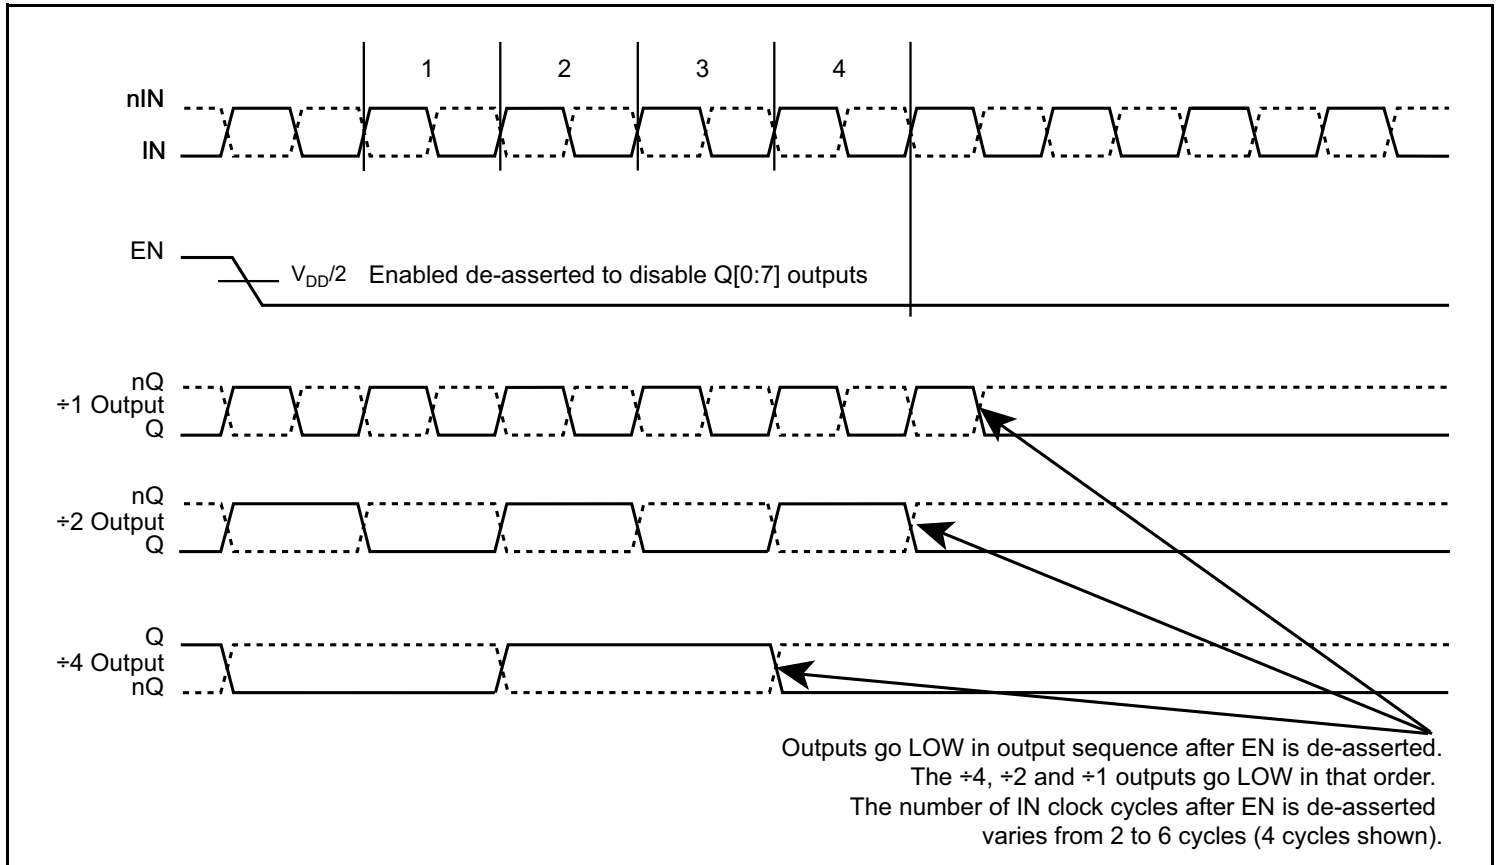 1 2 3 4
nIN
IN
EN
VDD/2 Enabled de-asserted to disable Q[0:7] outputs
nQ
÷1 Output
Q
nQ
÷2 Output
Q
Q
÷4 Output
nQ
Outputs go LOW in output sequence after EN is de-asserted.
The ÷4, ÷2 and ÷1 outputs go LOW in that order.
The number of IN clock cycles after EN is de-asserted
varies from 2 to 6 cycles (4 cycles shown).